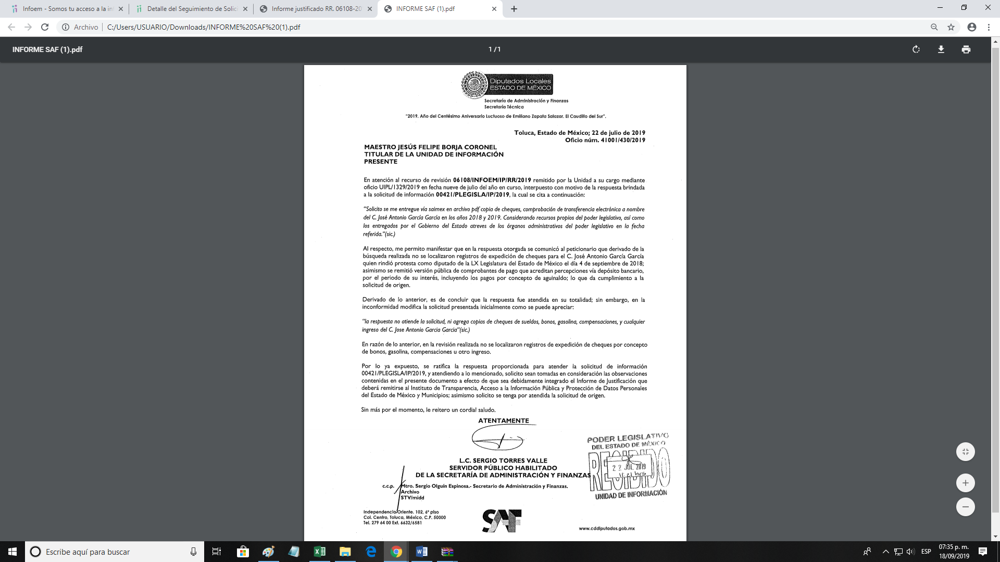 Infoem - Somos tu acceso a la in
Detalle del Seguimiento de Solic
Informe justificado RR. 06108-20
INFORME SAF (1).pdf
Archivo
C:/Users/USUARIO/Downloads/INFORME%20SAF%20(1).pdf
INFORME SAF (1).pdf
1 / 1
Diputados Locales
ESTADO DE MÉXICO
Secretaría de Administración y Finanzas
Secretaría Técnica
"2019. Año del Centésimo Aniversario Luctuoso de Emiliano Zapata Salazar. El Caudillo del Sur".
Toluca, Estado de México; 22 de julio de 2019
Oficio núm. 41001/430/2019
MAESTRO JESÚS FELIPE BORJA CORONEL
TITULAR DE LA UNIDAD DE INFORMACIÓN
PRESENTE
En atención al recurso de revisión 06108/INFOEM/IP/RR/2019 remitido por la Unidad a su cargo mediante
oficio UIPL/1329/2019 en fecha nueve de julio del año en curso, interpuesto con motivo de la respuesta brindada
a la solicitud de información 00421/PLEGISLA/IP/2019, la cual se cita a continuación:
"Solicito se me entregue vía saimex en archivo pdf copia de cheques, comprobación de transferencia electrónica a nombre
del C. José Antonio García García en los años 2018 y 2019. Considerando recursos propios del poder legislativo, así como
los entregados por el Gobierno del Estado atreves de los órganos administrativos del poder legislativo en la fecha
referida."(sic.)
Al respecto, me permito manifestar que en la respuesta otorgada se comunicó al peticionario que derivado de la
búsqueda realizada no se localizaron registros de expedición de cheques para el C. José Antonio García García
quien rindió protesta como diputado de la LX Legislatura del Estado de México el día 4 de septiembre de 2018;
asimismo se remitió versión pública de comprobantes de pago que acreditan percepciones vía depósito bancario,
por el periodo de su interés, incluyendo los pagos por concepto de aguinaldo; lo que da cumplimiento a la
solicitud de origen.
Derivado de lo anterior, es de concluir que la respuesta fue atendida en su totalidad; sin embargo, en la
inconformidad modifica la solicitud presentada inicialmente como se puede apreciar:
"la respuesta no atiende la solicitud, ni agrega copias de cheques de sueldos, bonos, gasolina, compensaciones, y cualquier
ingreso del C. Jose Antonio Garcia Garcia"(sic.)
En razón de lo anterior, en la revisión realizada no se localizaron registros de expedición de cheques por concepto
de bonos, gasolina, compensaciones u otro ingreso.
Por lo ya expuesto, se ratifica la respuesta proporcionada para atender la solicitud de información
00421/PLEGISLA/IP/2019, y atendiendo a lo mencionado, solicito sean tomadas en consideración las observaciones
contenidas en el presente documento a efecto de que sea debidamente integrado el Informe de Justificación que
deberá remitirse al Instituto de Transparencia, Acceso a la Información Pública y Protección de Datos Personales
del Estado de México y Municipios; asimismo solicito se tenga por atendida la solicitud de origen.
Sin más por el momento, le reitero un cordial saludo.
ATENTAMENTE
L.C. SERGIO TORRES VALLE
SERVIDOR PÚBLICO HABILITADO
DE LA SECRETARÍA DE ADMINISTRACIÓN Y FINANZAS
PODER LEGISLATIVO
DEL ESTADO DE MÉXICO
RECIBIDO
22 JUL 2019
UNIDAD DE INFORMACIÓN
c.c.p. Mtro. Sergio Olguín Espinosa.- Secretario de Administración y Finanzas.
Archivo
STV/midd
Independencia Oriente. 102, 6º piso
Col. Centro, Toluca, México, C.P. 50000
Tel. 279 64 00 Ext. 6632/6581
SAF
www.cddiputados.gob.mx
Escribe aquí para buscar
ESP
07:35 p. m.
18/09/2019